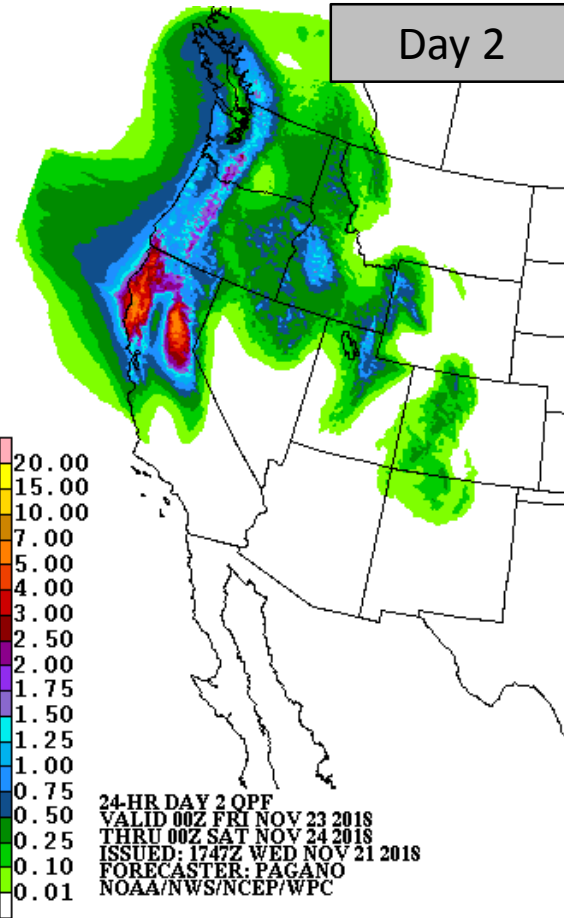 Day 2
20.00
15.00
10.00
7.00
5.00
4.00
3.00
2.50
2.00
1.75
1.50
1.25
1.00
0.75
0.50
0.25
0.10
0.01
24-HR DAY 2 QPF
VALID 00Z FRI NOV 23 2018
THRU 00Z SAT NOV 24 2018
ISSUED: 1747Z WED NOV 21 2018
FORECASTER: PAGANO
NOAA/NWS/NCEP/WPC